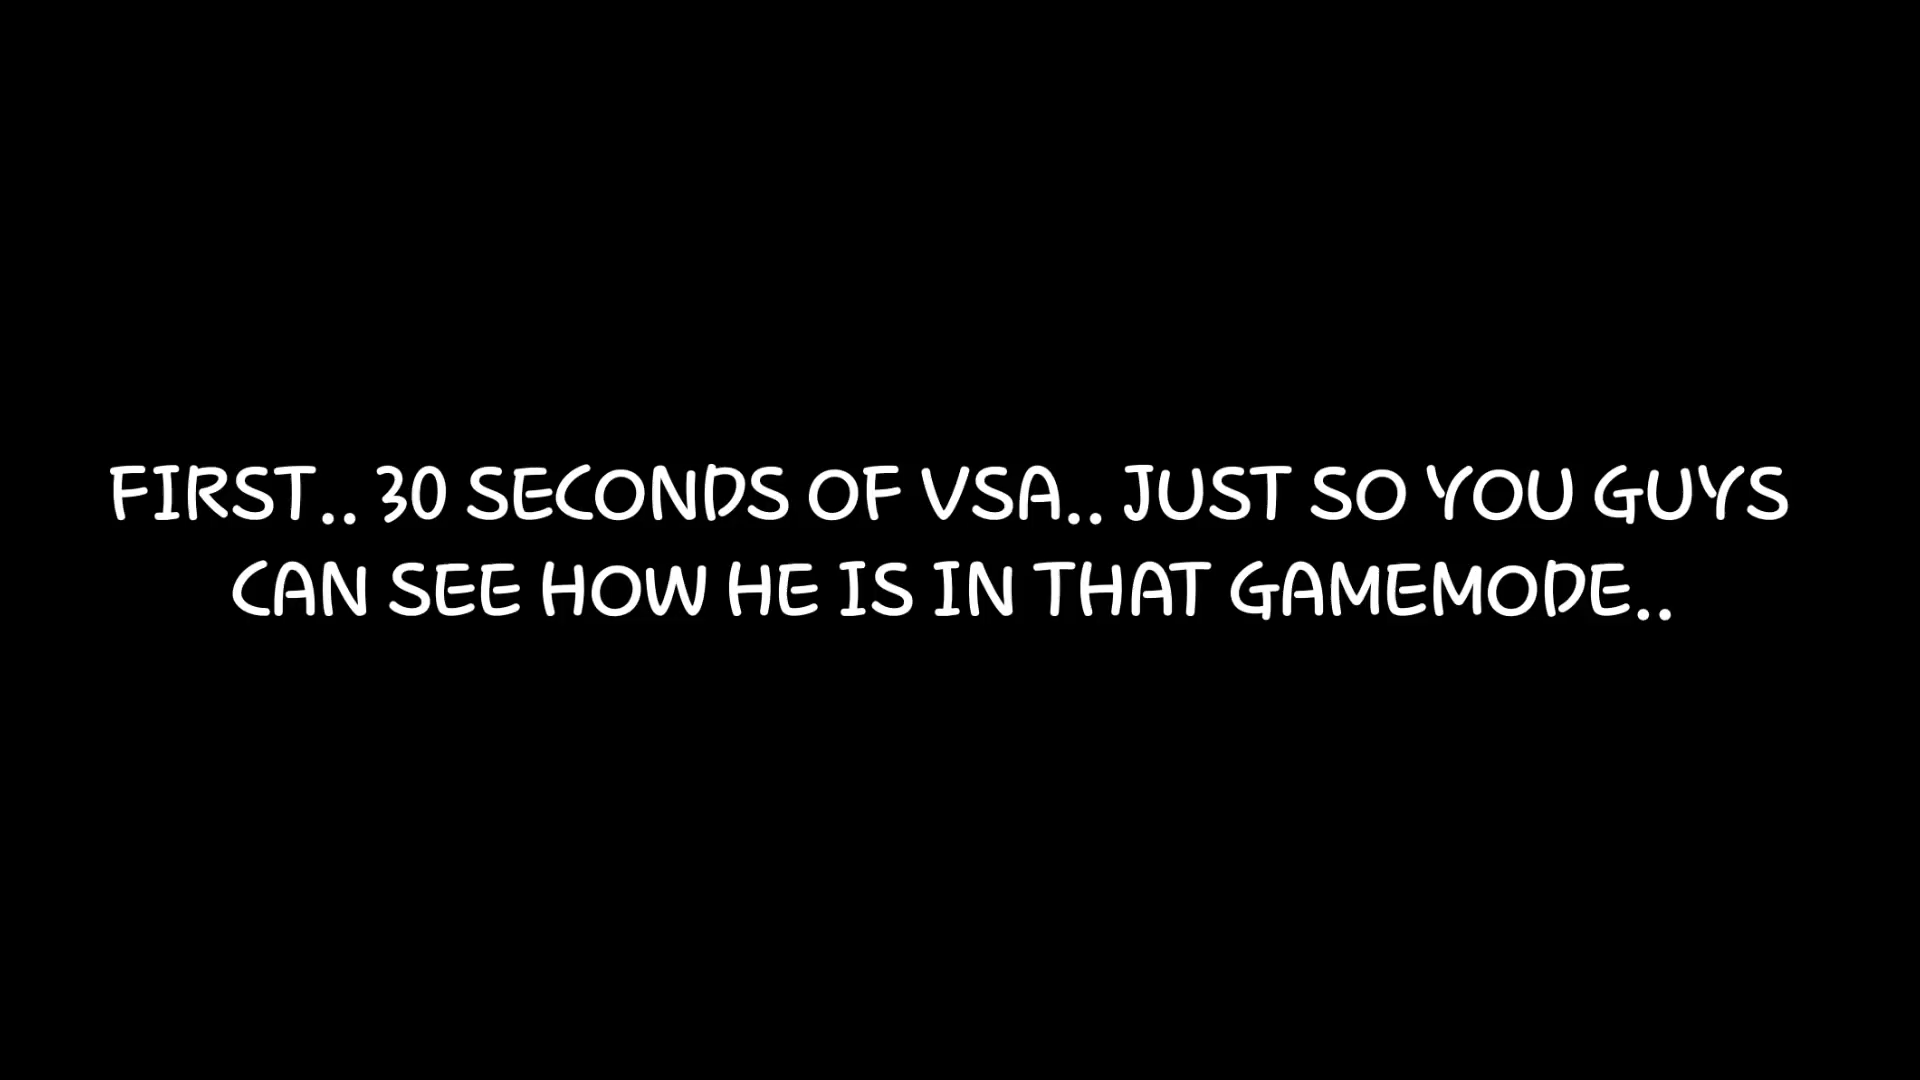 FIRST.. 30 SECONDS OF VSA.. JUST SO YOU GUYS
CAN SEE HOW HE IS IN THAT GAMEMODE..